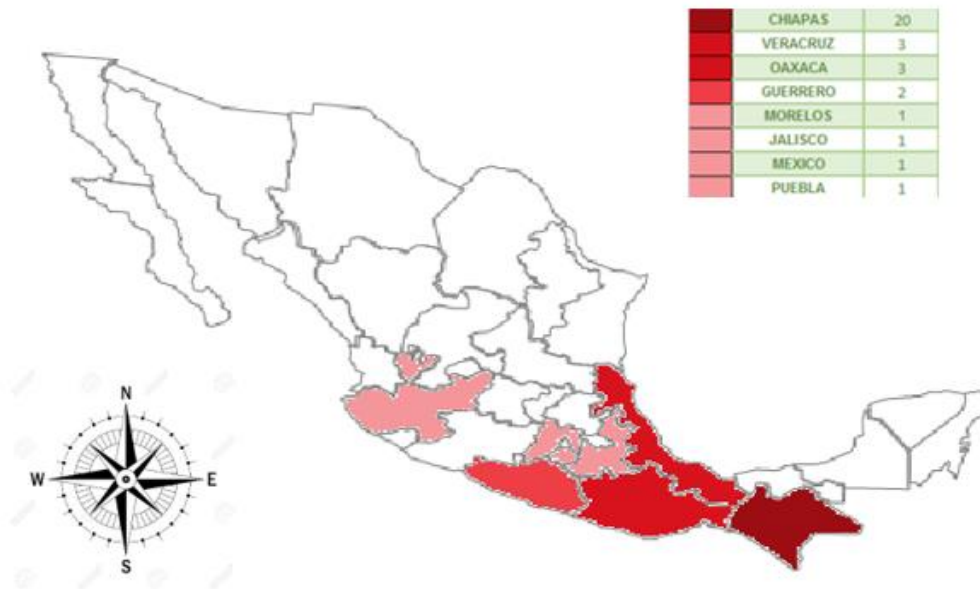 CHIAPAS 20
VERACRUZ 3
OAXACA 3
GUERRERO 2
MORELOS 1
JALISCO 1
MEXICO 1
PUEBLA 1
N
W E
S